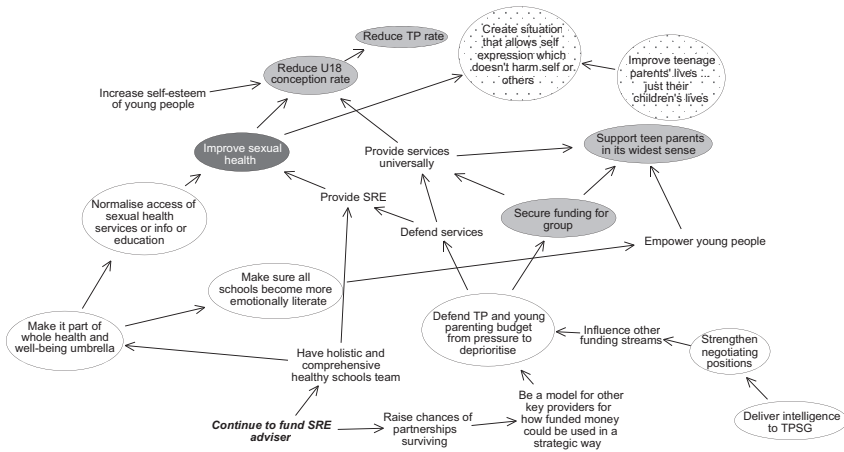 Reduce TP rate
Create situation
that allows self
expression which
doesn't harm self or
others
Reduce U18
conception rate
Improve teenage
parents' lives ...
just their
children's lives
Increase self-esteem
of young people
Improve sexual
health
Provide services
universally
Support teen parents
in its widest sense
Provide SRE
Normalise access of
sexual health
services or info or
education
Secure funding for
group
Defend services
Empower young people
Make sure all
schools become more
emotionally literate
Make it part of
whole health and
well-being umbrella
Defend TP and young
parenting budget
from pressure to
deprioritise
Influence other
funding streams
Strengthen
negotiating
positions
Have holistic and
comprehensive
healthy schools team
Be a model for other
key providers for
how funded money
could be used in a
strategic way
Continue to fund SRE
adviser
Raise chances of
partnerships
surviving
Deliver intelligence
to TPSG